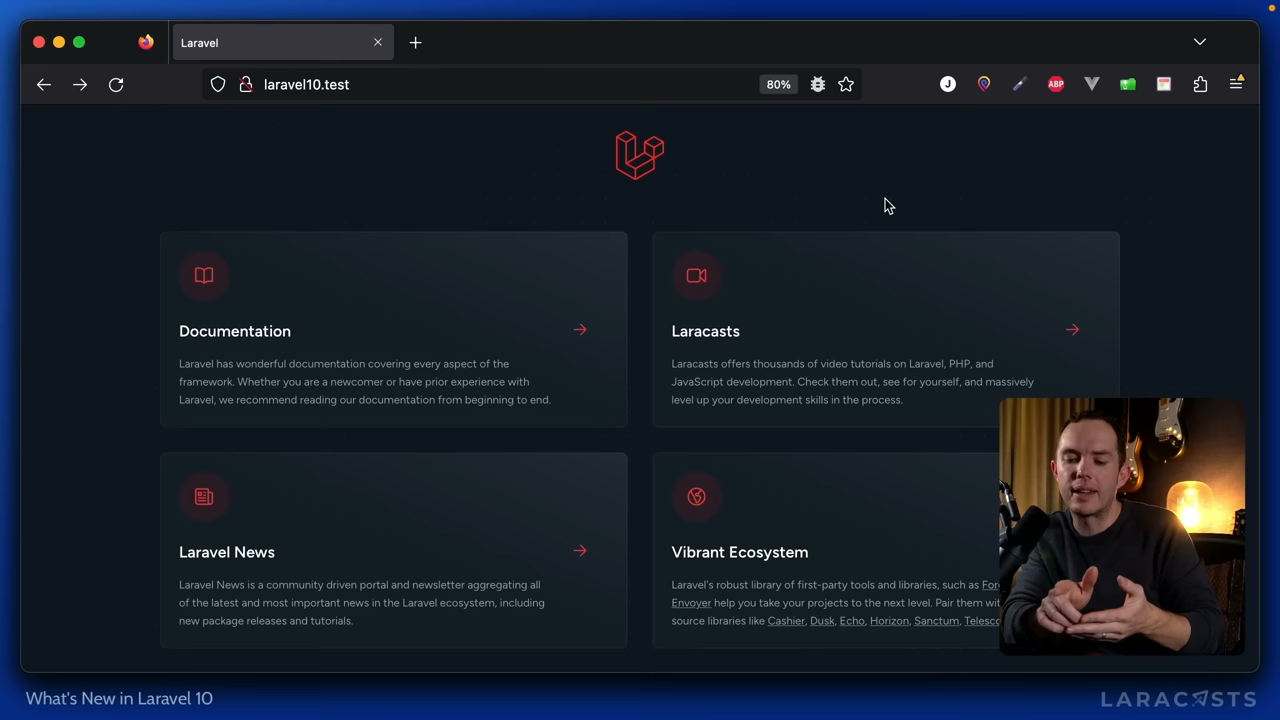 Laravel
laravel10.test
80%
J
ABP
Documentation
Laravel has wonderful documentation covering every aspect of the
framework. Whether you are a newcomer or have prior experience with
Laravel, we recommend reading our documentation from beginning to end.
Laracasts
Laracasts offers thousands of video tutorials on Laravel, PHP, and
JavaScript development. Check them out, see for yourself, and massively
level up your development skills in the process.
Laravel News
Laravel News is a community driven portal and newsletter aggregating all
of the latest and most important news in the Laravel ecosystem, including
new package releases and tutorials.
Vibrant Ecosystem
Laravel's robust library of first-party tools and libraries, such as
Envoyer help you take your projects to the next level. Pair them
source libraries like Cashier, Dusk, Echo, Horizon, Sanctum,
What's New in Laravel 10
LARACASTS